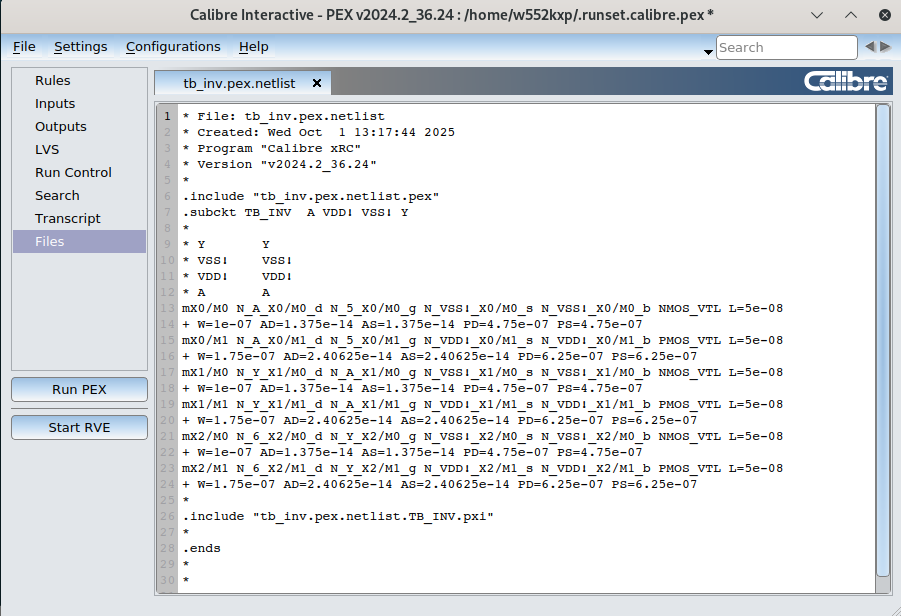 Calibre Interactive - PEX v2024.2_36.24 : /home/w552kxp/.runset.calibre.pex *
File Settings Configurations Help
Search
Rules
Inputs
Outputs
LVS
Run Control
Search
Transcript
Files
Run PEX
Start RVE
tb_inv.pex.netlist
Calibre
1 * File: tb_inv.pex.netlist
2 * Created: Wed Oct  1 13:17:44 2025
3 * Program "Calibre xRC"
4 * Version "v2024.2_36.24"
5 *
6 .include "tb_inv.pex.netlist.pex"
7 .subckt TB_INV  A VDD! VSS! Y
8 *
9 * Y       Y
10 * VSS!    VSS!
11 * VDD!    VDD!
12 * A       A
13 mX0/M0 N_A_X0/M0_d N_5_X0/M0_g N_VSS!_X0/M0_s N_VSS!_X0/M0_b NMOS_VTL L=5e-08
14 + W=1e-07 AD=1.375e-14 AS=1.375e-14 PD=4.75e-07 PS=4.75e-07
15 mX0/M1 N_A_X0/M1_d N_5_X0/M1_g N_VDD!_X0/M1_s N_VDD!_X0/M1_b PMOS_VTL L=5e-08
16 + W=1.75e-07 AD=2.40625e-14 AS=2.40625e-14 PD=6.25e-07 PS=6.25e-07
17 mX1/M0 N_Y_X1/M0_d N_A_X1/M0_g N_VSS!_X1/M0_s N_VSS!_X1/M0_b NMOS_VTL L=5e-08
18 + W=1e-07 AD=1.375e-14 AS=1.375e-14 PD=4.75e-07 PS=4.75e-07
19 mX1/M1 N_Y_X1/M1_d N_A_X1/M1_g N_VDD!_X1/M1_s N_VDD!_X1/M1_b PMOS_VTL L=5e-08
20 + W=1.75e-07 AD=2.40625e-14 AS=2.40625e-14 PD=6.25e-07 PS=6.25e-07
21 mX2/M0 N_6_X2/M0_d N_Y_X2/M0_g N_VSS!_X2/M0_s N_VSS!_X2/M0_b NMOS_VTL L=5e-08
22 + W=1e-07 AD=1.375e-14 AS=1.375e-14 PD=4.75e-07 PS=4.75e-07
23 mX2/M1 N_6_X2/M1_d N_Y_X2/M1_g N_VDD!_X2/M1_s N_VDD!_X2/M1_b PMOS_VTL L=5e-08
24 + W=1.75e-07 AD=2.40625e-14 AS=2.40625e-14 PD=6.25e-07 PS=6.25e-07
25 *
26 .include "tb_inv.pex.netlist.TB_INV.pxi"
27 *
28 .ends
29 *
30 *